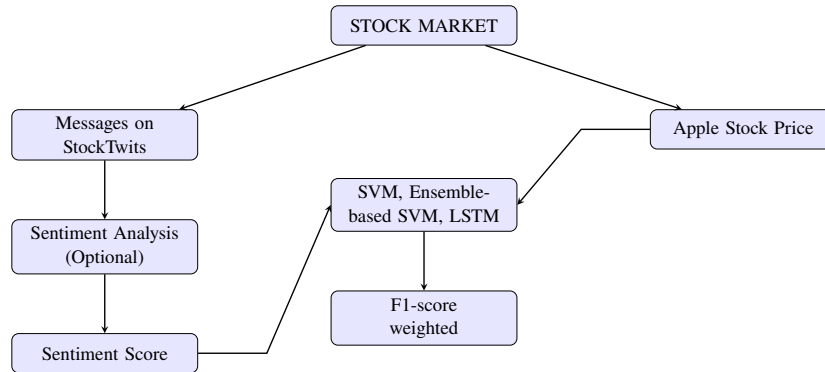 STOCK MARKET
Messages on
StockTwits
Apple Stock Price
SVM, Ensemble-
based SVM, LSTM
Sentiment Analysis
(Optional)
F1-score
weighted
Sentiment Score